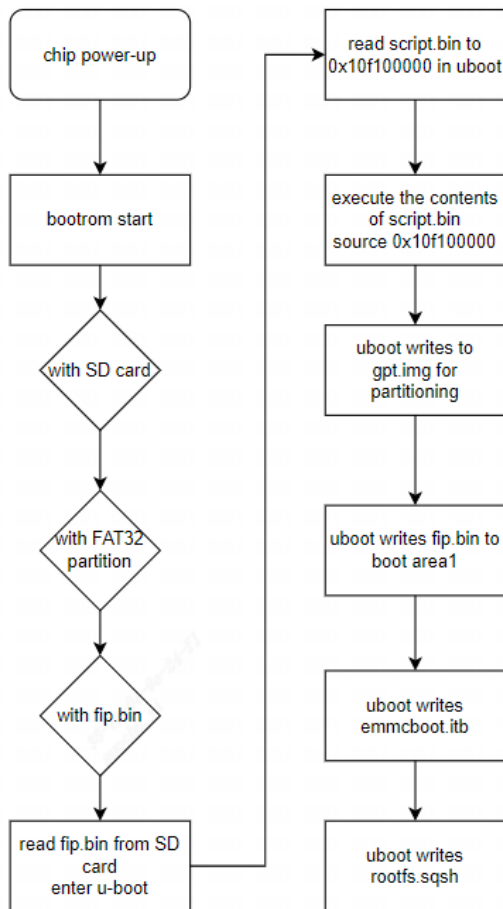 chip power-up
bootrom start
with SD card
with FAT32
partition
with fip.bin
read fip.bin from SD
card
enter u-boot
read script.bin to
0x10f100000 in uboot
execute the contents
of script.bin
source 0x10f100000
uboot writes to
gpt.img for
partitioning
uboot writes fip.bin to
boot area1
uboot writes
emmcboot.itb
uboot writes
rootfs.sqsh